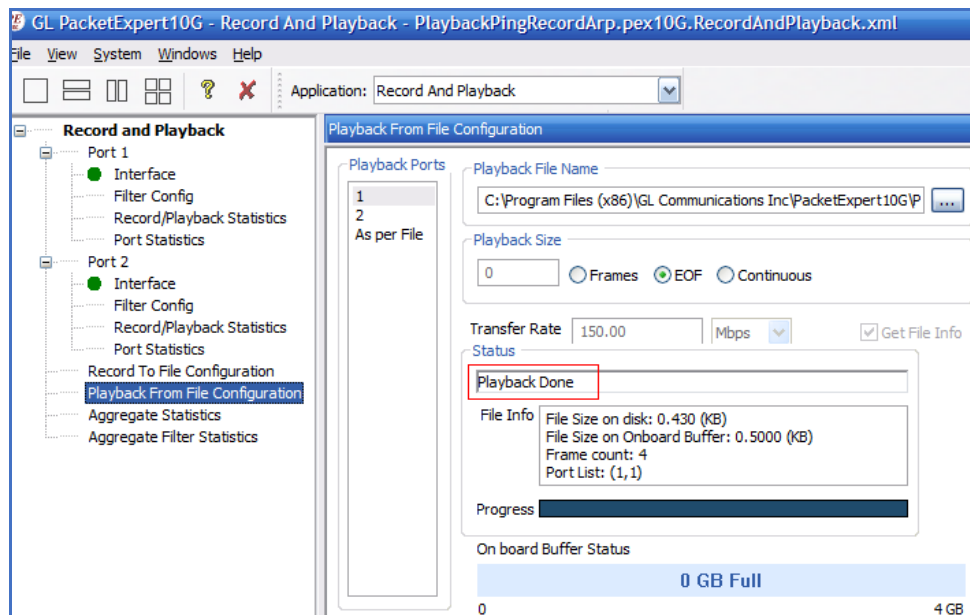 GL PacketExpert10G - Record And Playback - PlaybackPingRecordArp.pex10G.RecordAndPlayback.xml
File View System Windows Help
Application: Record And Playback
Record and Playback
Port 1
Interface
Filter Config
Record/Playback Statistics
Port Statistics
Port 2
Interface
Filter Config
Record/Playback Statistics
Port Statistics
Record To File Configuration
Playback From File Configuration
Aggregate Statistics
Aggregate Filter Statistics
Playback From File Configuration
Playback Ports
1
2
As per File
Playback File Name
C:\Program Files (x86)\GL Communications Inc\PacketExpert10G\P ...
Playback Size
0 Frames EOF Continuous
Transfer Rate 150.00 Mbps Get File Info
Status
Playback Done
File Info
File Size on disk: 0.430 (KB)
File Size on Onboard Buffer: 0.5000 (KB)
Frame count: 4
Port List: (1,1)
Progress
On board Buffer Status
0 GB Full
0 4 GB